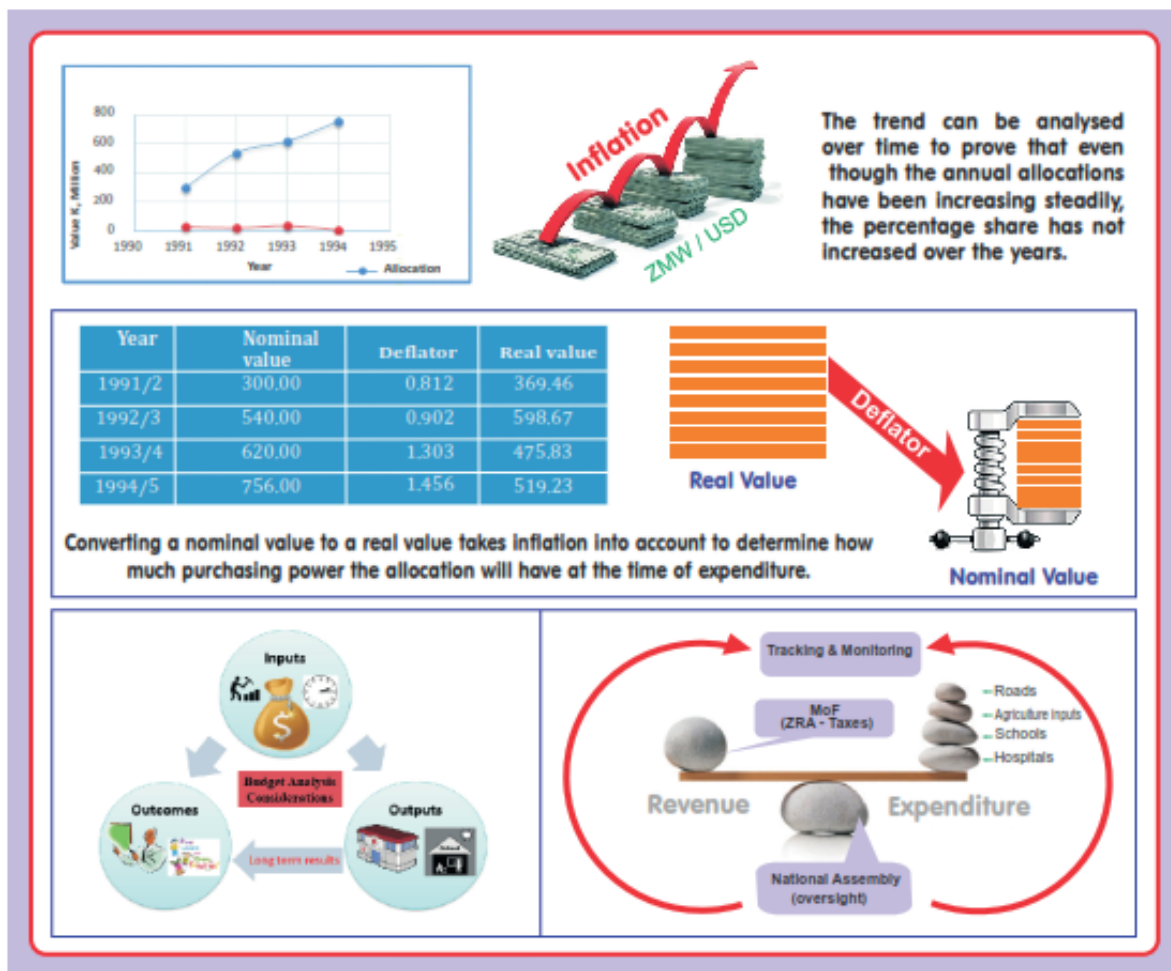 800
600
400
200
0
Value K, Million
1990 1991 1992 1993 1994 1995
Year
Allocation
Inflation
ZMW / USD
The trend can be analysed
over time to prove that even
though the annual allocations
have been increasing steadily,
the percentage share has not
increased over the years.
Year Nominal value Deflator Real value
1991/2 300.00 0.812 369.46
1992/3 540.00 0.902 598.67
1993/4 620.00 1.303 475.83
1994/5 756.00 1.456 519.23
Real Value
Deflator
Nominal Value
Converting a nominal value to a real value takes inflation into account to determine how
much purchasing power the allocation will have at the time of expenditure.
Inputs
$
Budget Analysis
Considerations
Outcomes
Outputs
Long term results
Tracking & Monitoring
MoF
(ZRA - Taxes)
Roads
Agriculture Inputs
Schools
Hospitals
Revenue
Expenditure
National Assembly
(oversight)